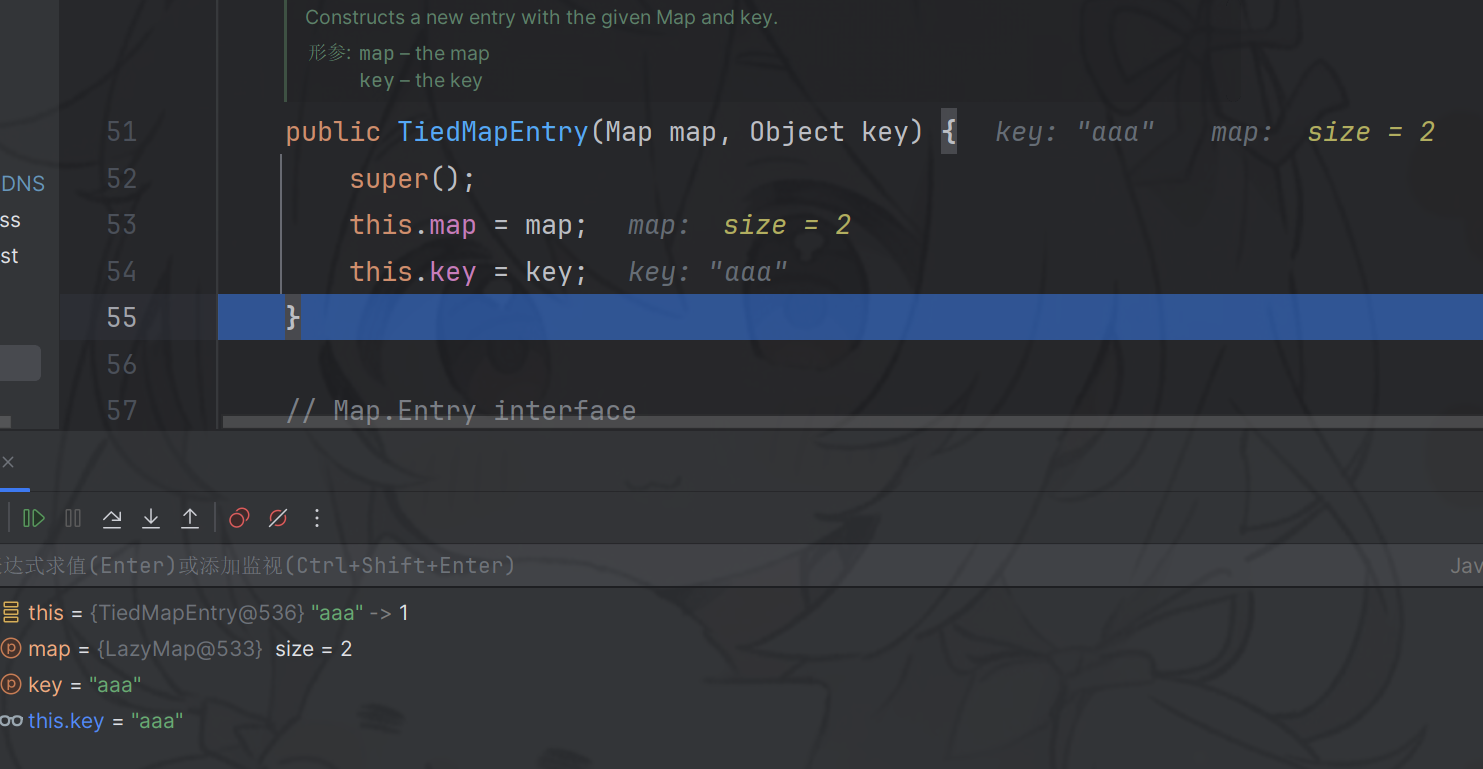 Constructs a new entry with the given Map and key.
形参: map – the map
key – the key
51 public TiedMapEntry(Map map, Object key) { key: "aaa" map: size = 2
DNS
52 super();
ss
53 this.map = map; map: size = 2
st
54 this.key = key; key: "aaa"
55 }
56
57 // Map.Entry interface
达式求值(Enter)或添加监视(Ctrl+Shift+Enter)
Jav
this = {TiedMapEntry@536} "aaa" -> 1
map = {LazyMap@533} size = 2
key = "aaa"
this.key = "aaa"